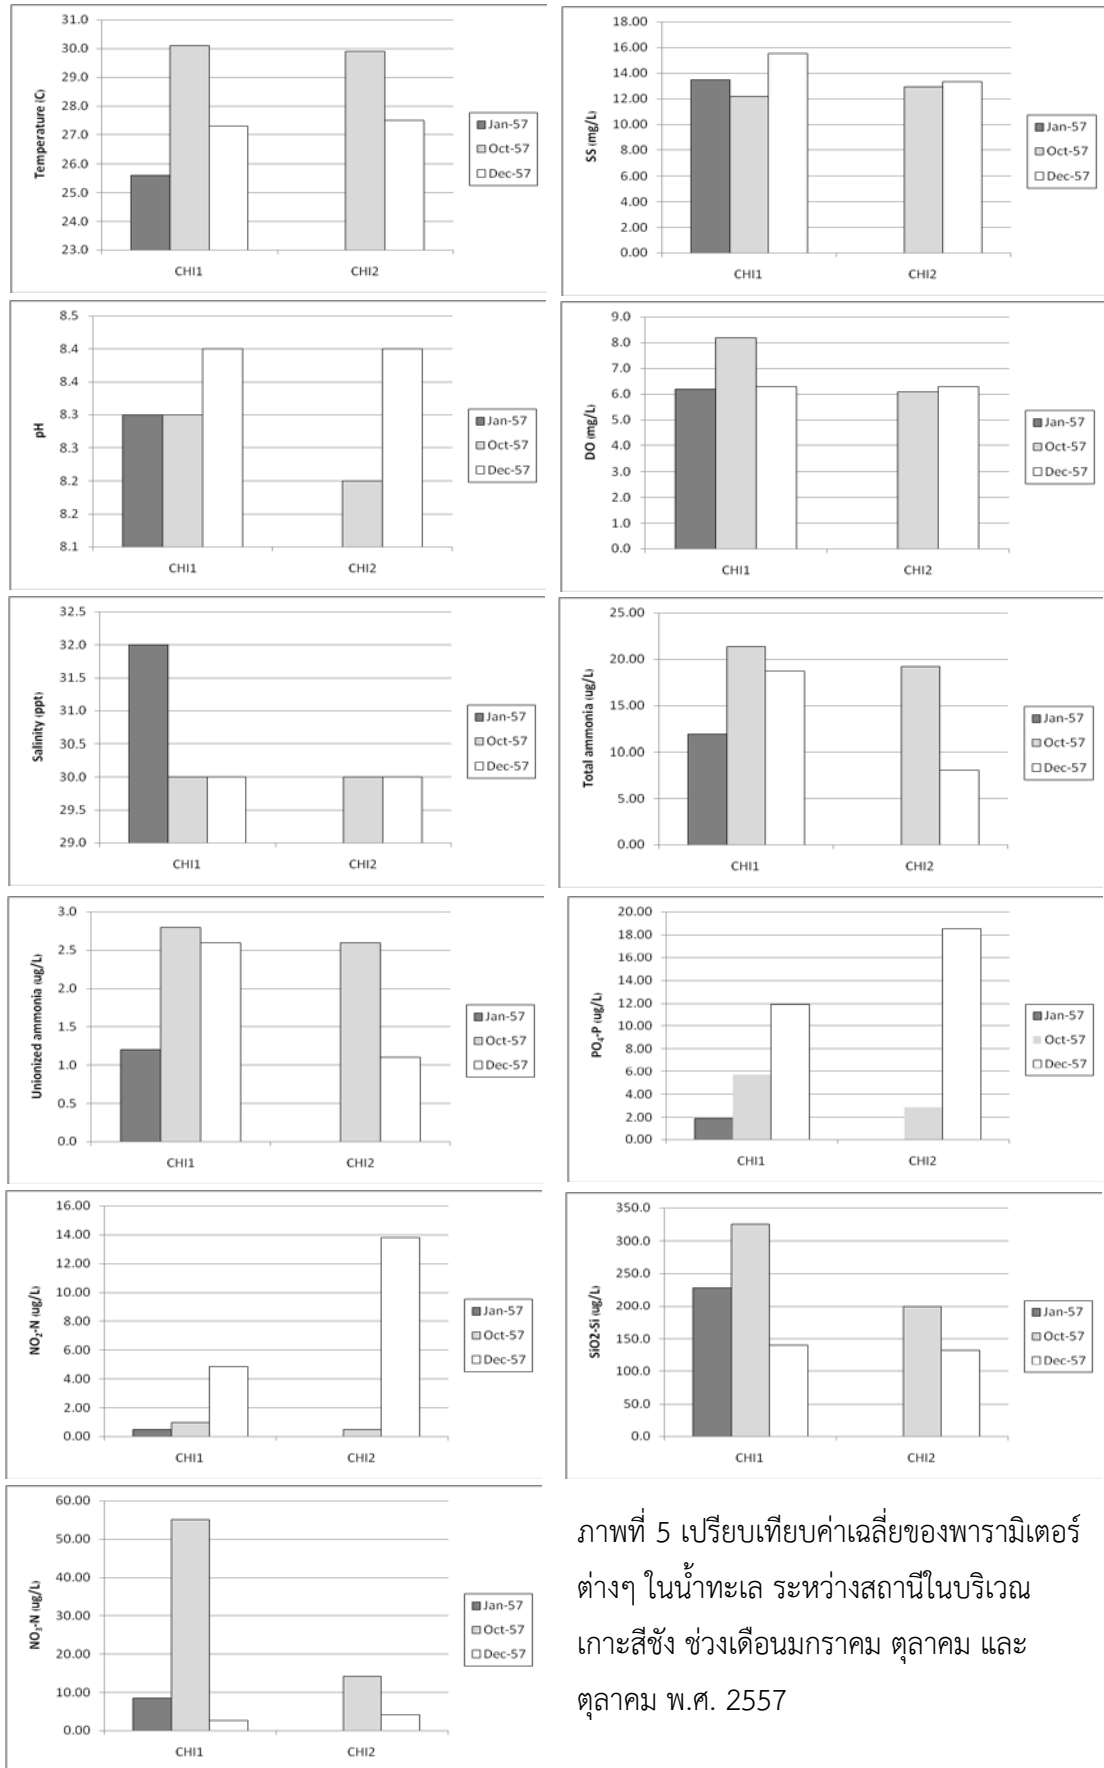 31.0
30.0
29.0
28.0
27.0
26.0
25.0
24.0
23.0
Temperature (C)
CHI1 CHI2
Jan-57
Oct-57
Dec-57
18.00
16.00
14.00
12.00
10.00
8.00
6.00
4.00
2.00
0.00
SS (mg/L)
CHI1 CHI2
Jan-57
Oct-57
Dec-57
8.5
8.4
8.4
8.3
8.3
8.2
8.2
8.1
pH
CHI1 CHI2
Jan-57
Oct-57
Dec-57
9.0
8.0
7.0
6.0
5.0
4.0
3.0
2.0
1.0
0.0
DO (mg/L)
CHI1 CHI2
Jan-57
Oct-57
Dec-57
32.5
32.0
31.5
31.0
30.5
30.0
29.5
29.0
Salinity (ppt)
CHI1 CHI2
Jan-57
Oct-57
Dec-57
25.00
20.00
15.00
10.00
5.00
0.00
Total ammonia (ug/L)
CHI1 CHI2
Jan-57
Oct-57
Dec-57
3.0
2.5
2.0
1.5
1.0
0.5
0.0
Unionized ammonia (ug/L)
CHI1 CHI2
Jan-57
Oct-57
Dec-57
20.00
18.00
16.00
14.00
12.00
10.00
8.00
6.00
4.00
2.00
0.00
PO₄-P (ug/L)
CHI1 CHI2
Jan-57
Oct-57
Dec-57
16.00
14.00
12.00
10.00
8.00
6.00
4.00
2.00
0.00
NO₂-N (ug/L)
CHI1 CHI2
Jan-57
Oct-57
Dec-57
350.0
300.0
250.0
200.0
150.0
100.0
50.0
0.0
SiO2-Si (ug/L)
CHI1 CHI2
Jan-57
Oct-57
Dec-57
60.00
50.00
40.00
30.00
20.00
10.00
0.00
NO₃-N (ug/L)
CHI1 CHI2
Jan-57
Oct-57
Dec-57
ภาพที่ 5 เปรียบเทียบค่าเฉลี่ยของพารามิเตอร์
ต่างๆ ในน้ำทะเล ระหว่างสถานีในบริเวณ
เกาะสีชัง ช่วงเดือนมกราคม ตุลาคม และ
ตุลาคม พ.ศ. 2557